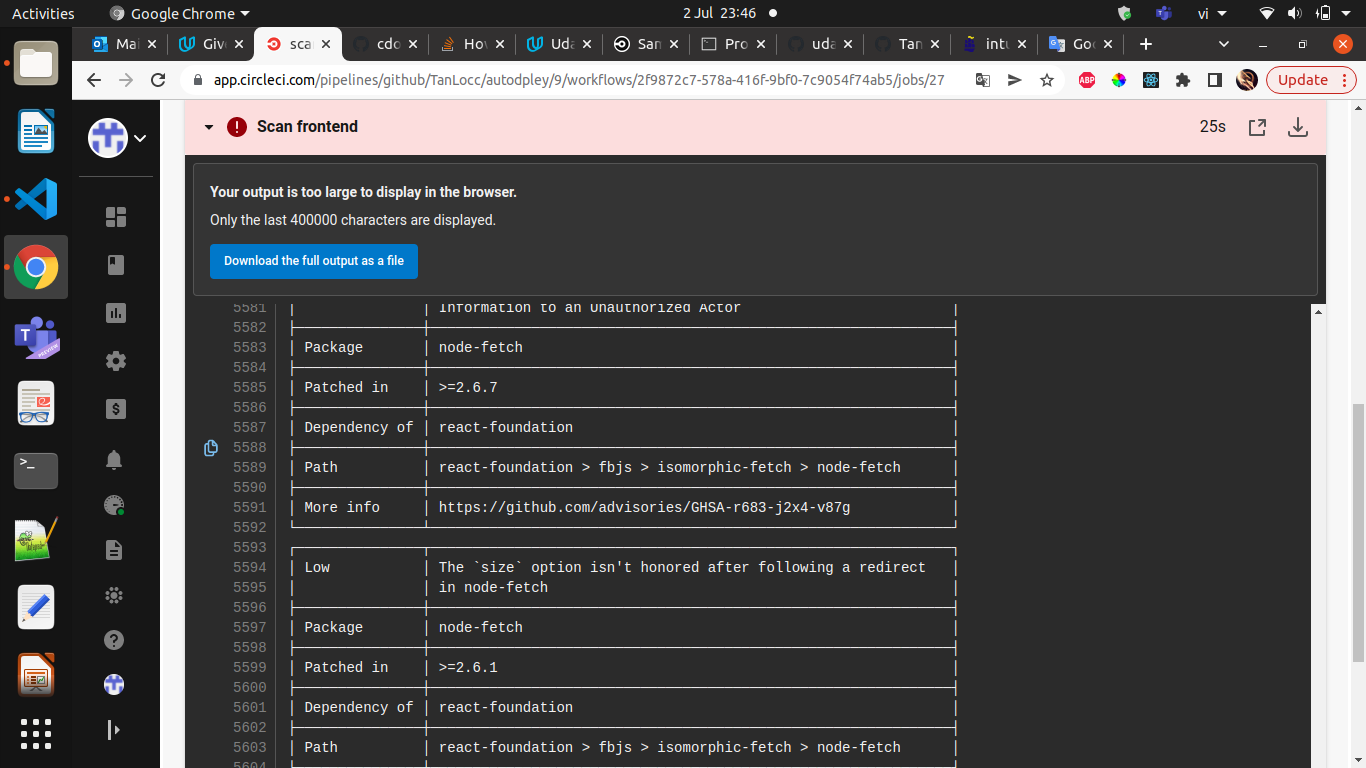 Activities
Google Chrome
2 Jul 23:46
vi
Mai
Give
sca
cdo
How
Uda
San
Pro
uda
Tan
intu
Goo
app.circleci.com/pipelines/github/TanLocc/autodpley/9/workflows/2f9872c7-578a-416f-9bf0-7c9054f74ab5/jobs/27
ABP
Update
Scan frontend
25s
Your output is too large to display in the browser.
Only the last 400000 characters are displayed.
Download the full output as a file
5581 Information to an Unauthorized Actor
5582
5583 Package node-fetch
5584
5585 Patched in >=2.6.7
5586
5587 Dependency of react-foundation
5588
5589 Path react-foundation > fbjs > isomorphic-fetch > node-fetch
5590
5591 More info https://github.com/advisories/GHSA-r683-j2x4-v87g
5592
5593
5594 Low The `size` option isn't honored after following a redirect
5595 in node-fetch
5596
5597 Package node-fetch
5598
5599 Patched in >=2.6.1
5600
5601 Dependency of react-foundation
5602
5603 Path react-foundation > fbjs > isomorphic-fetch > node-fetch
5604